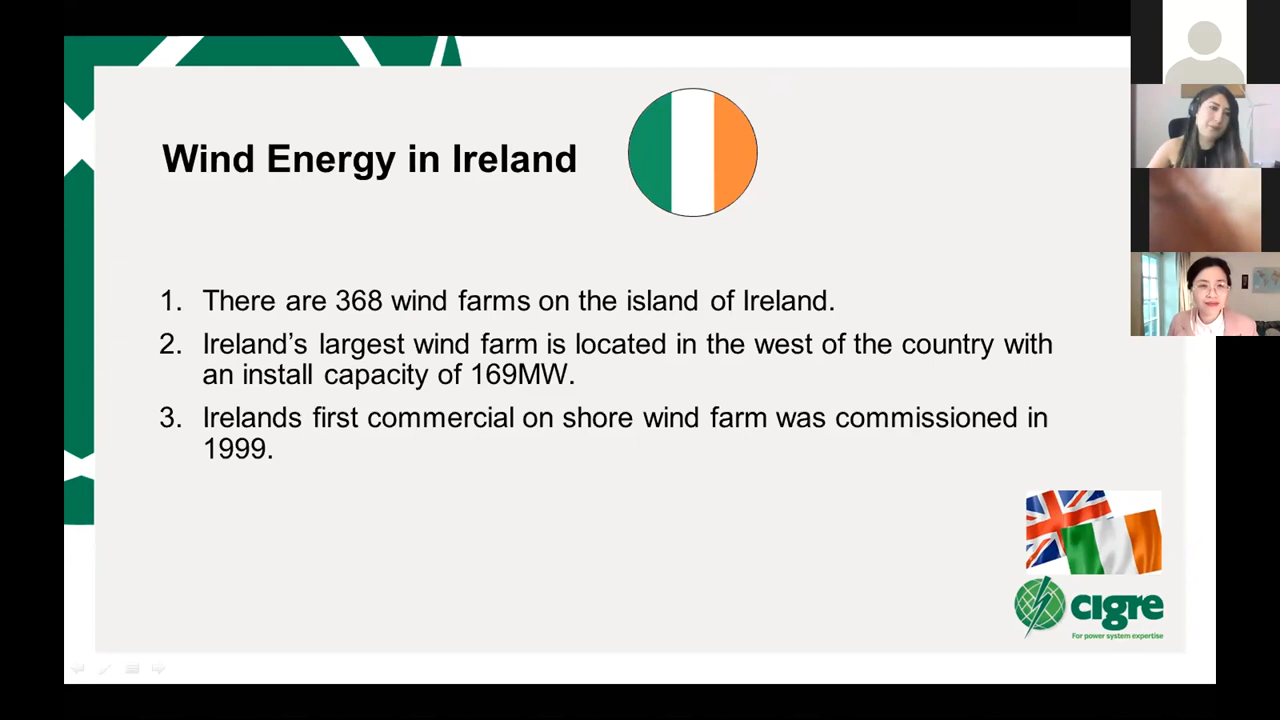 Wind Energy in Ireland
1. There are 368 wind farms on the island of Ireland.
2. Ireland’s largest wind farm is located in the west of the country with
an install capacity of 169MW.
3. Irelands first commercial on shore wind farm was commissioned in
1999.
cigre
For power system expertise